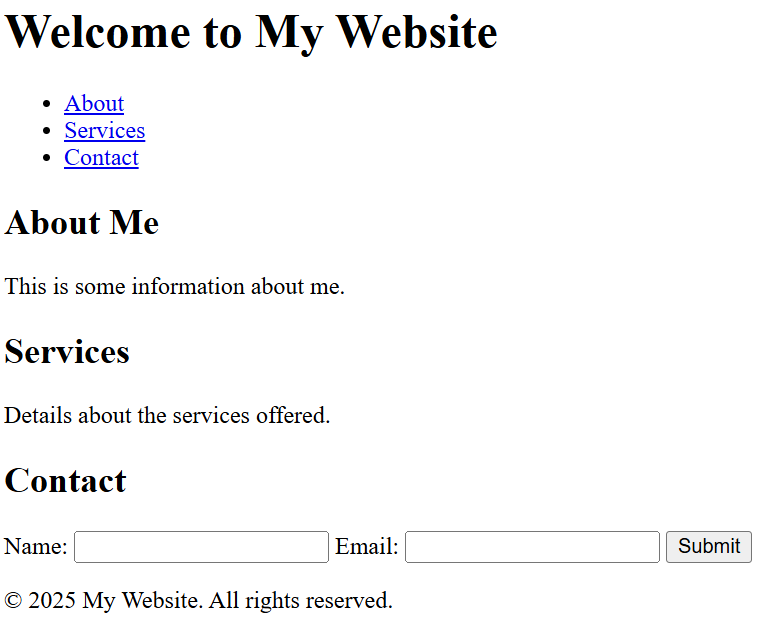 Welcome to My Website
About
Services
Contact
About Me
This is some information about me.
Services
Details about the services offered.
Contact
Name: Email: Submit
© 2025 My Website. All rights reserved.